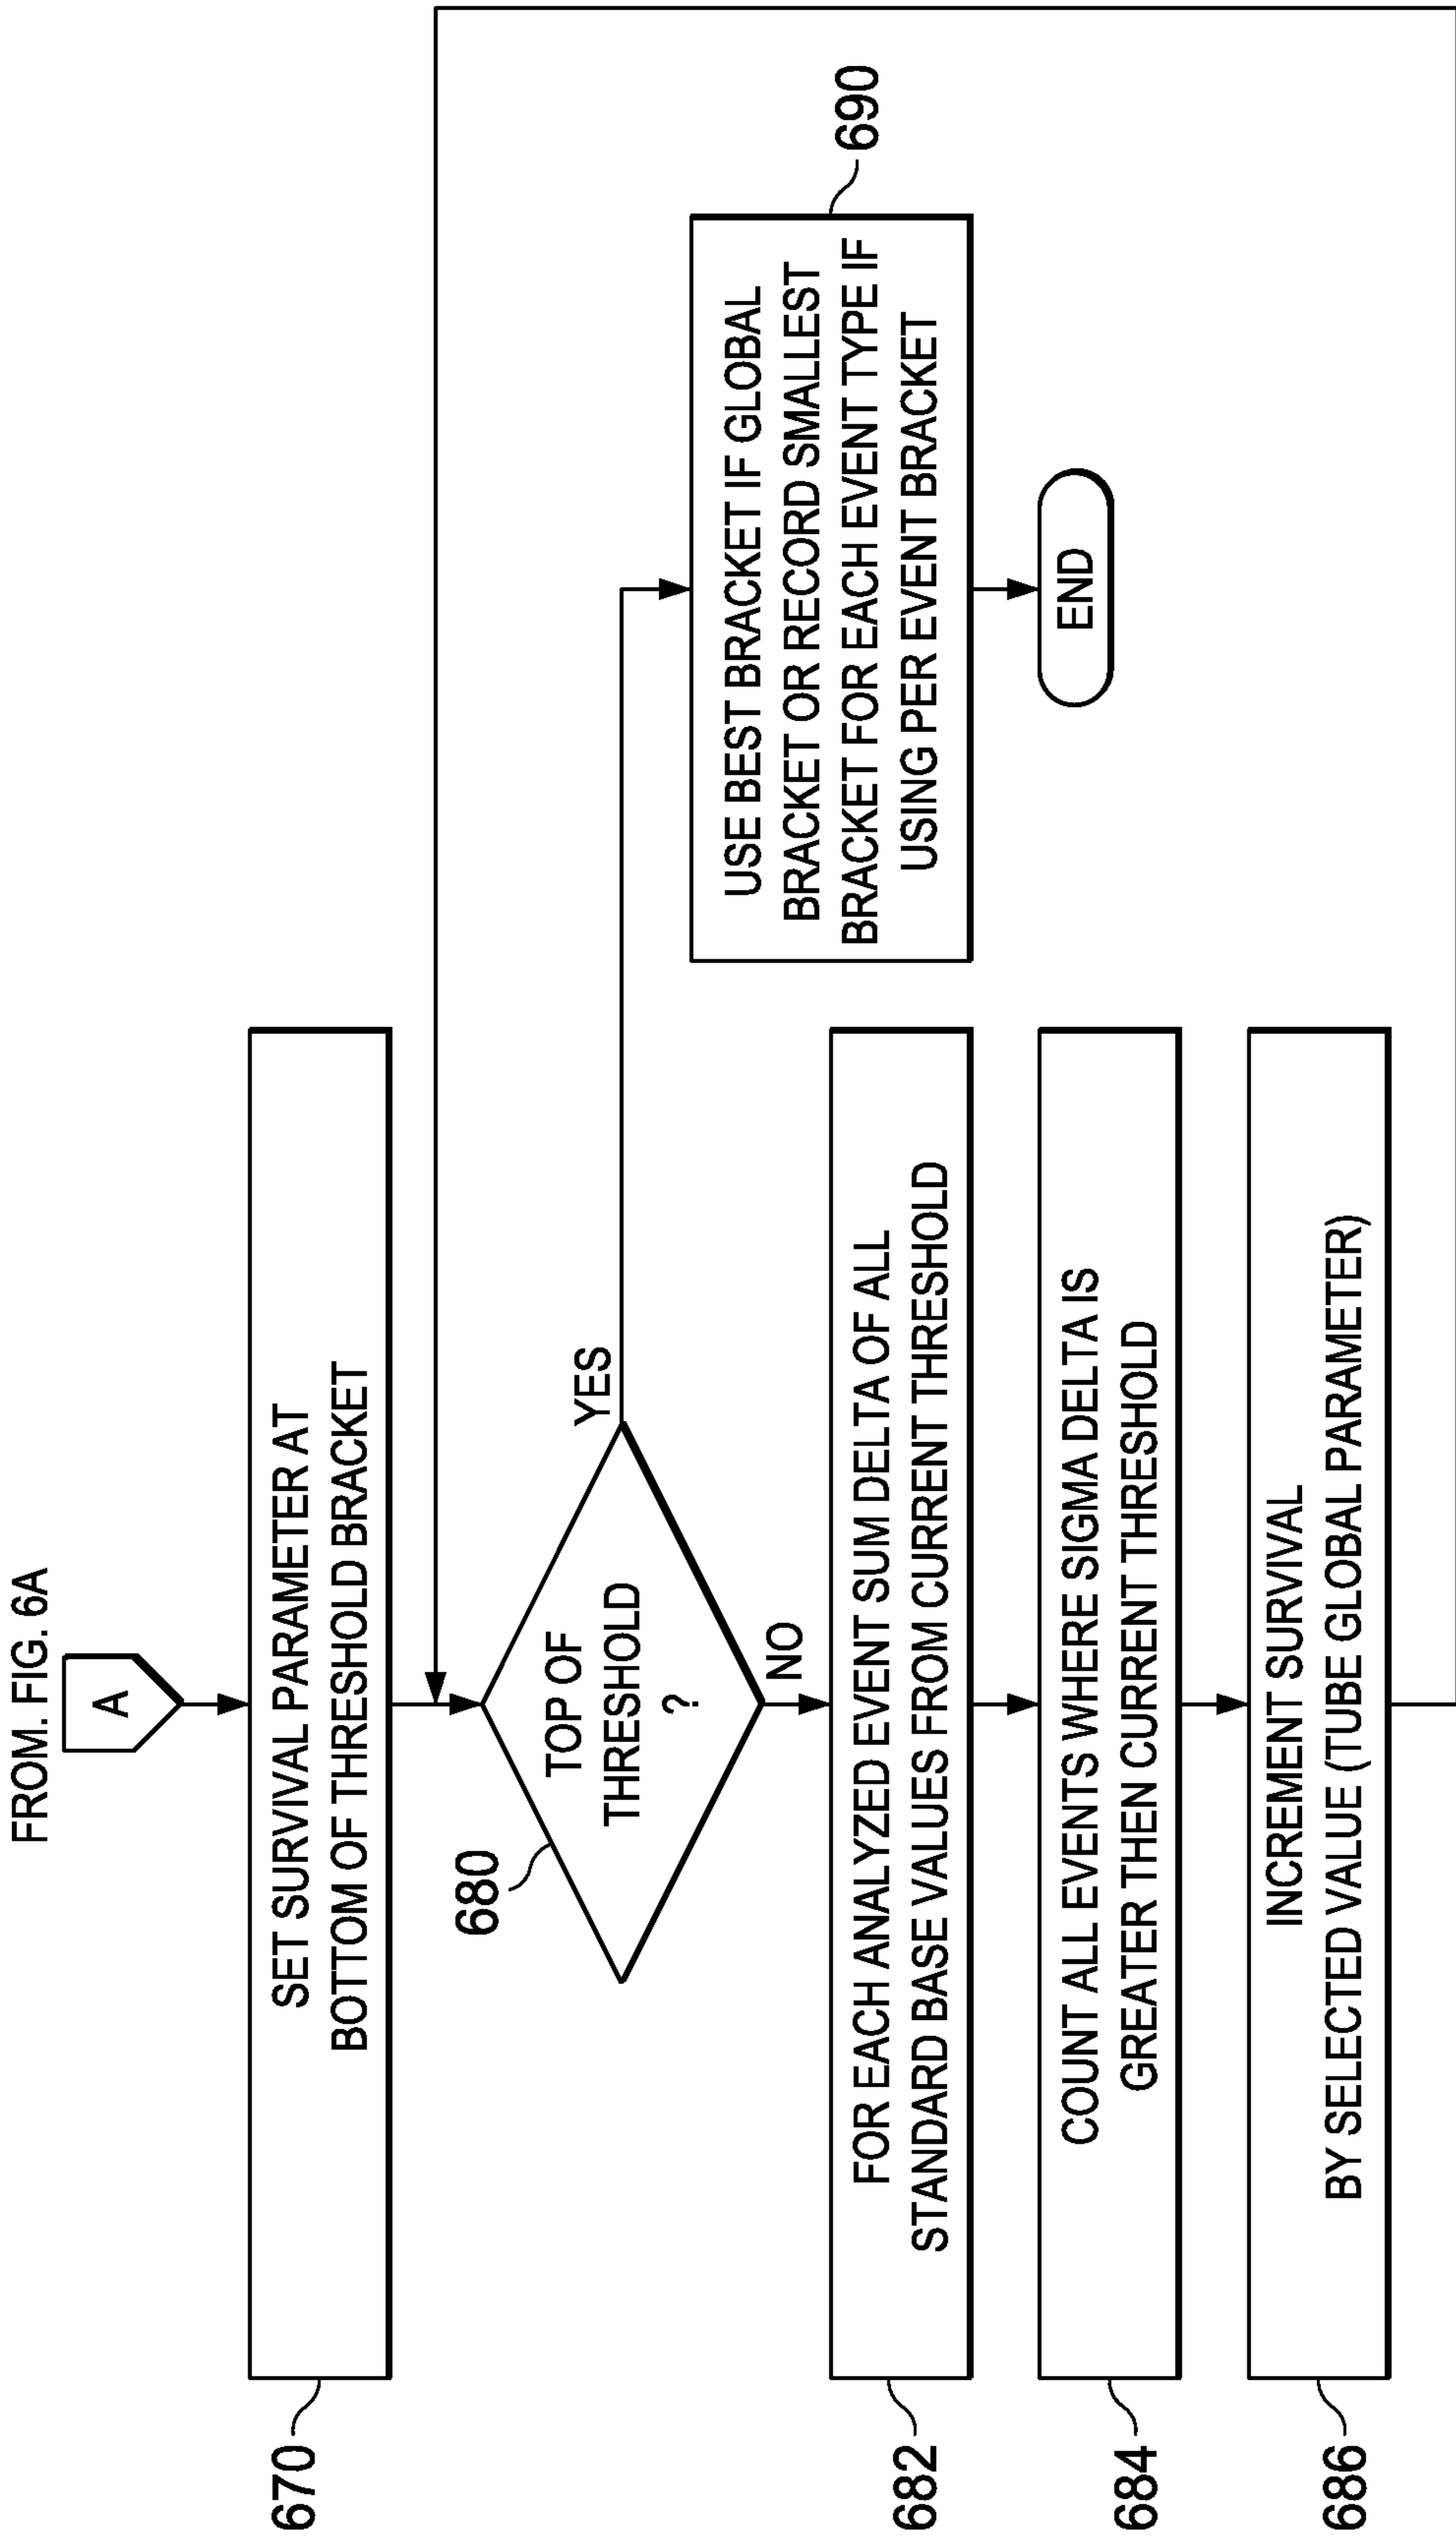 FROM. FIG. 6A
A
SET SURVIVAL PARAMETER AT
BOTTOM OF THRESHOLD BRACKET
670
TOP OF
THRESHOLD
?
680
YES
NO
USE BEST BRACKET IF GLOBAL
BRACKET OR RECORD SMALLEST
BRACKET FOR EACH EVENT TYPE IF
USING PER EVENT BRACKET
690
END
FOR EACH ANALYZED EVENT SUM DELTA OF ALL
STANDARD BASE VALUES FROM CURRENT THRESHOLD
682
COUNT ALL EVENTS WHERE SIGMA DELTA IS
GREATER THEN CURRENT THRESHOLD
684
INCREMENT SURVIVAL
BY SELECTED VALUE (TUBE GLOBAL PARAMETER)
686